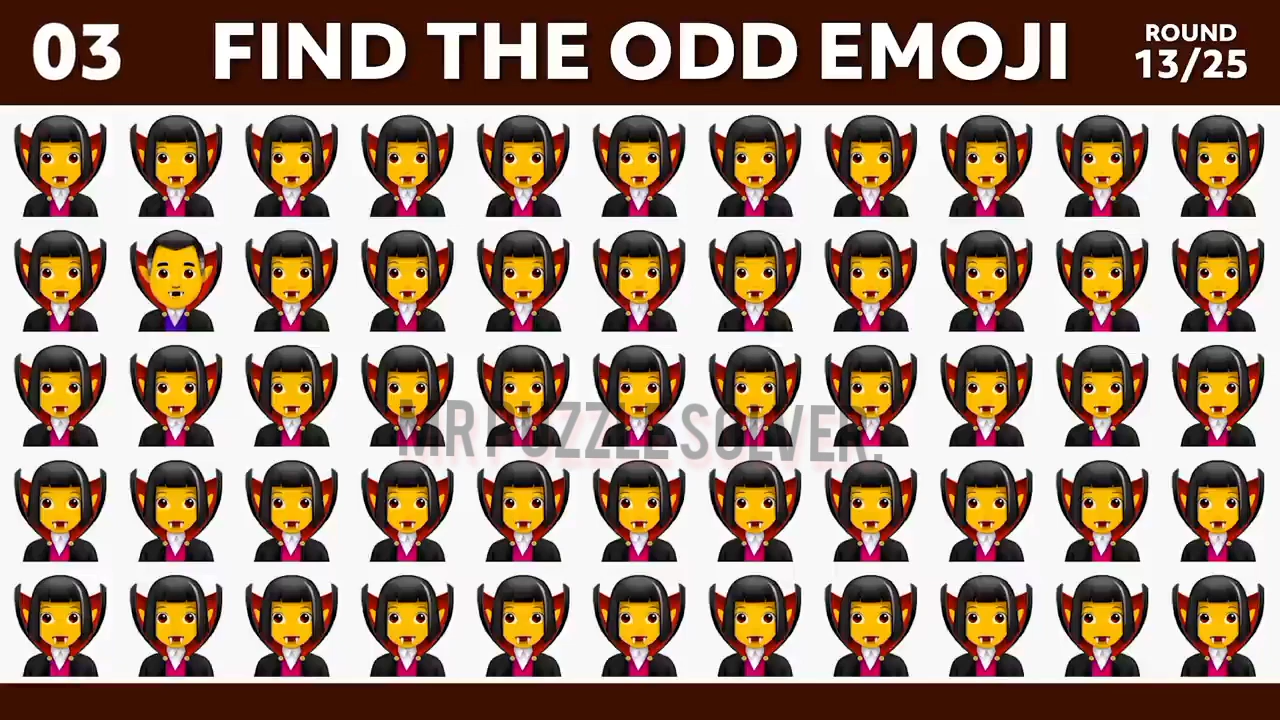 03
FIND THE ODD EMOJI
ROUND
13/25
MR PUZZLE SOLVER.